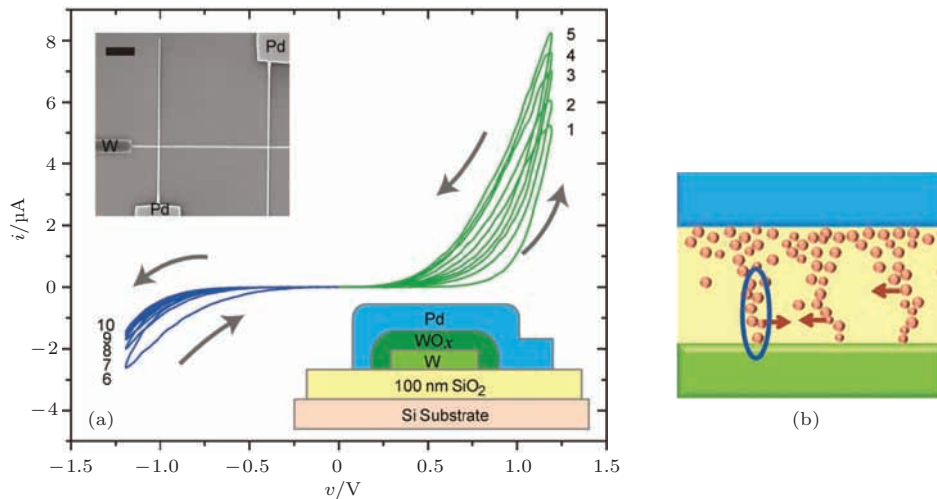 8
6
4
2
0
−2
−4
i/μA
Pd
W
Pd
5
4
3
2
1
10
9
8
7
6
Pd
WOx
W
100 nm SiO₂
Si Substrate
(a)
−1.5 −1.0 −0.5 0 0.5 1.0 1.5
v/V
(b)